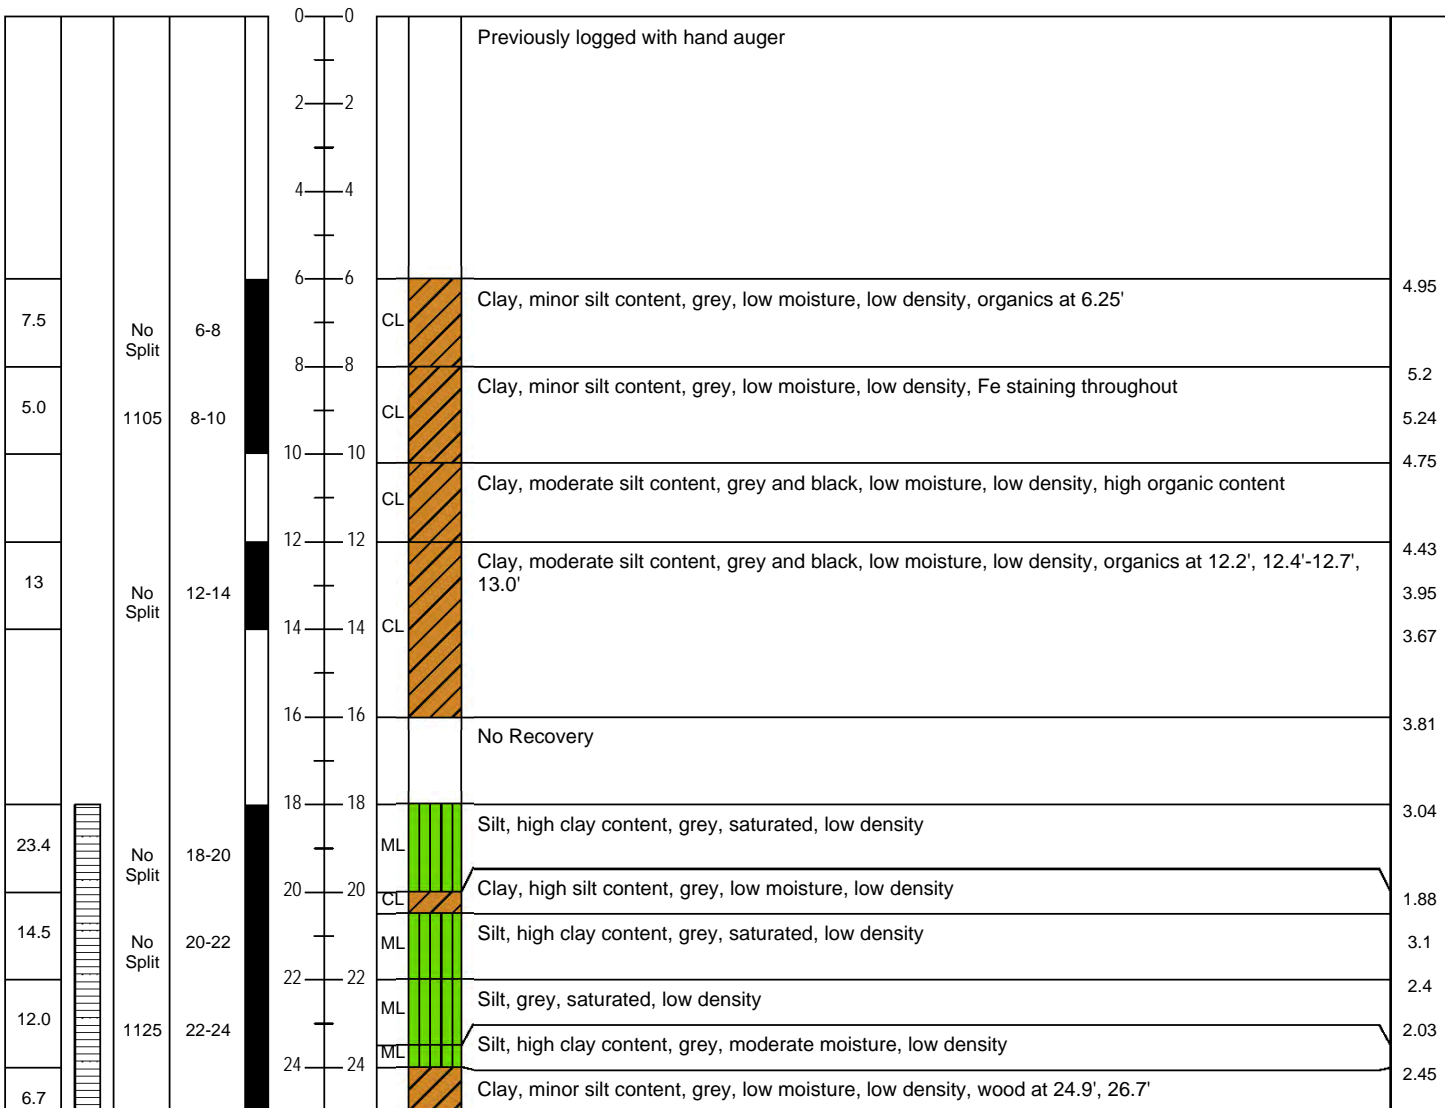 0 0
Previously logged with hand auger
2 2
4 4
6 6
Clay, minor silt content, grey, low moisture, low density, organics at 6.25'
4.95
7.5
No
Split
6-8
CL
8 8
Clay, minor silt content, grey, low moisture, low density, Fe staining throughout
5.2
5.0
1105
8-10
CL
5.24
10 10
4.75
Clay, moderate silt content, grey and black, low moisture, low density, high organic content
CL
12 12
4.43
Clay, moderate silt content, grey and black, low moisture, low density, organics at 12.2', 12.4'-12.7',
13.0'
13
No
Split
12-14
3.95
14 14
CL
3.67
16 16
3.81
No Recovery
18 18
3.04
Silt, high clay content, grey, saturated, low density
23.4
No
Split
18-20
ML
20 20
CL
Clay, high silt content, grey, low moisture, low density
1.88
14.5
No
Split
20-22
ML
Silt, high clay content, grey, saturated, low density
3.1
22 22
2.4
Silt, grey, saturated, low density
12.0
1125
22-24
ML
2.03
ML
Silt, high clay content, grey, moderate moisture, low density
24 24
2.45
6.7
Clay, minor silt content, grey, low moisture, low density, wood at 24.9', 26.7'